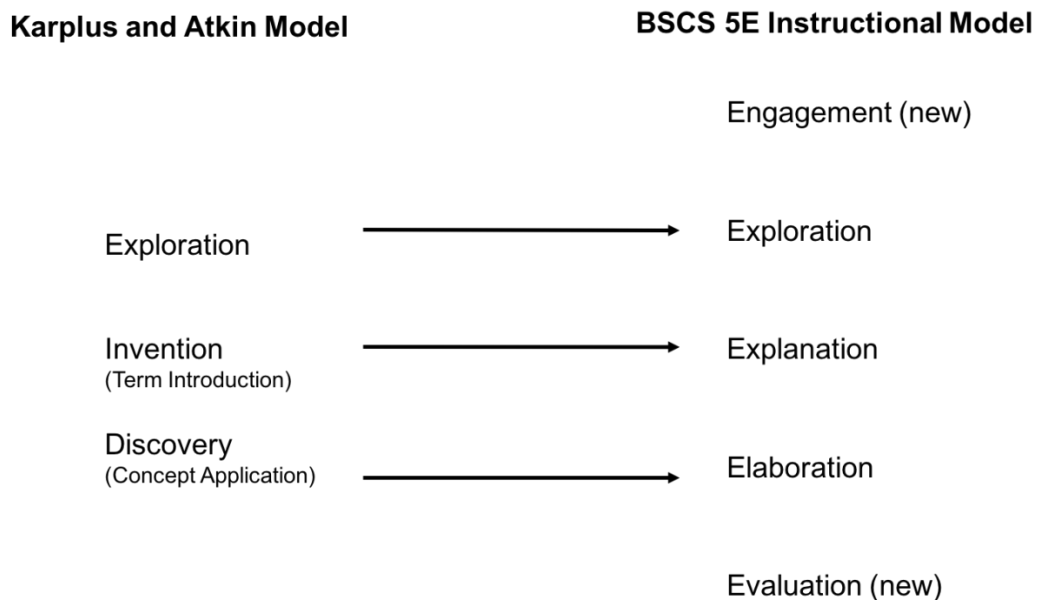 Karplus and Atkin Model
BSCS 5E Instructional Model
Engagement (new)
Exploration
Exploration
Invention
(Term Introduction)
Explanation
Discovery
(Concept Application)
Elaboration
Evaluation (new)